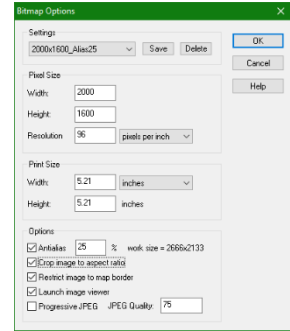 Bitmap Options
Settings
2000x1600_Alias25 Save Delete
OK
Cancel
Help
Pixel Size
Width: 2000
Height: 1600
Resolution 96 pixels per inch
Print Size
Width: 5.21 inches
Height: 5.21 inches
Options
Antialias 25 % work size = 2666x2133
Crop image to aspect ratio
Restrict image to map border
Launch image viewer
Progressive JPEG JPEG Quality: 75